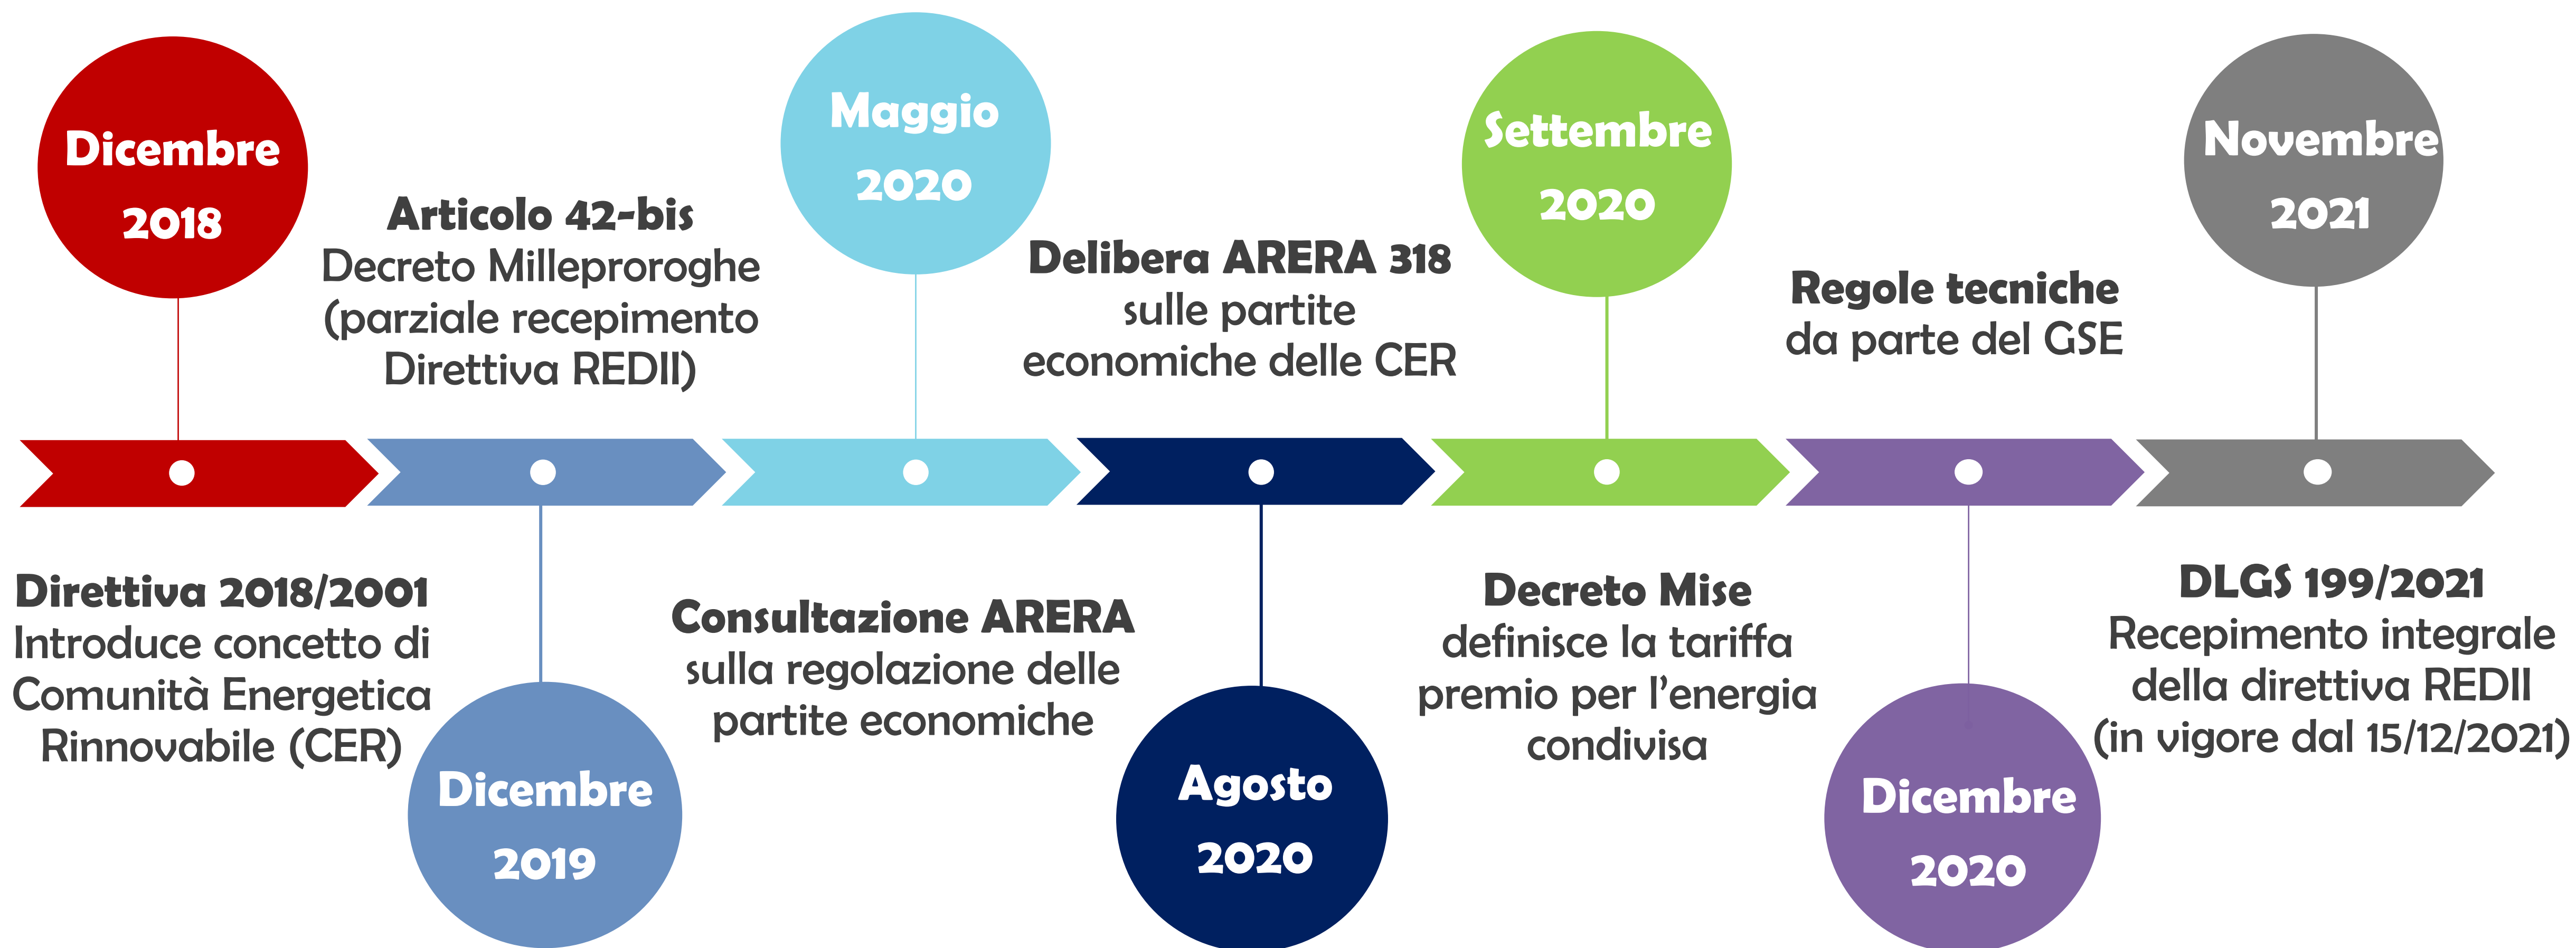 Dicembre
2018
Direttiva 2018/2001
Introduce concetto di
Comunità Energetica
Rinnovabile (CER)
Articolo 42-bis
Decreto Milleproroghe
(parziale recepimento
Direttiva REDII)
Dicembre
2019
Maggio
2020
Consultazione ARERA
sulla regolazione delle
partite economiche
Delibera ARERA 318
sulle partite
economiche delle CER
Agosto
2020
Settembre
2020
Decreto Mise
definisce la tariffa
premio per l'energia
condivisa
Regole tecniche
da parte del GSE
Dicembre
2020
Novembre
2021
DLGS 199/2021
Recepimento integrale
della direttiva REDII
(in vigore dal 15/12/2021)